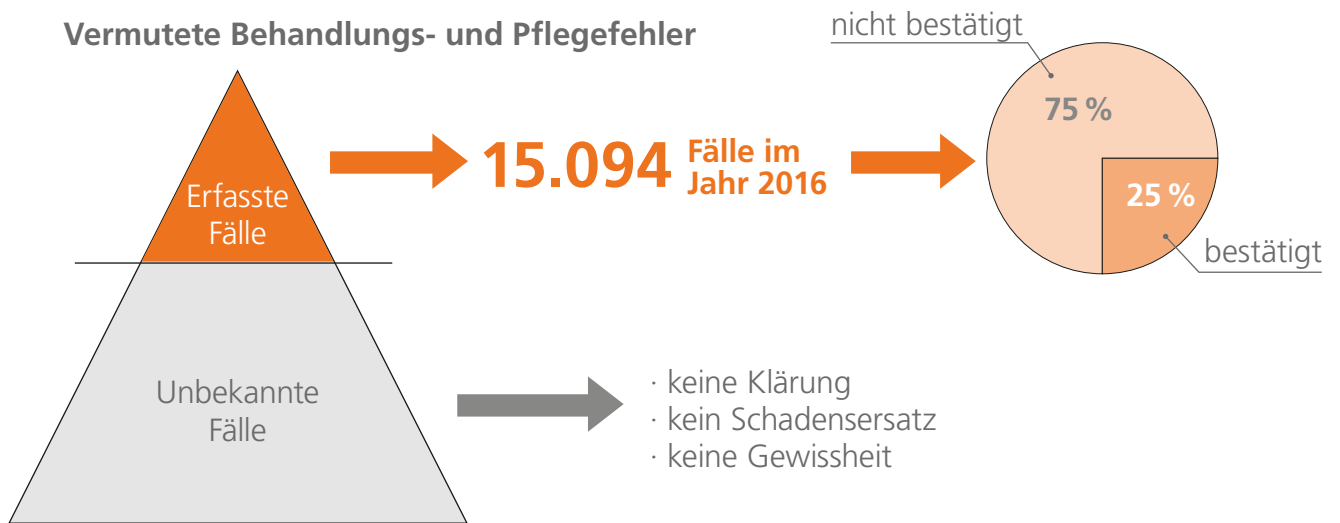 Vermutete Behandlungs- und Pflegefehler
Erfasste
Fälle
15.094
Fälle im
Jahr 2016
nicht bestätigt
75 %
25 %
bestätigt
Unbekannte
Fälle
· keine Klärung
· kein Schadensersatz
· keine Gewissheit